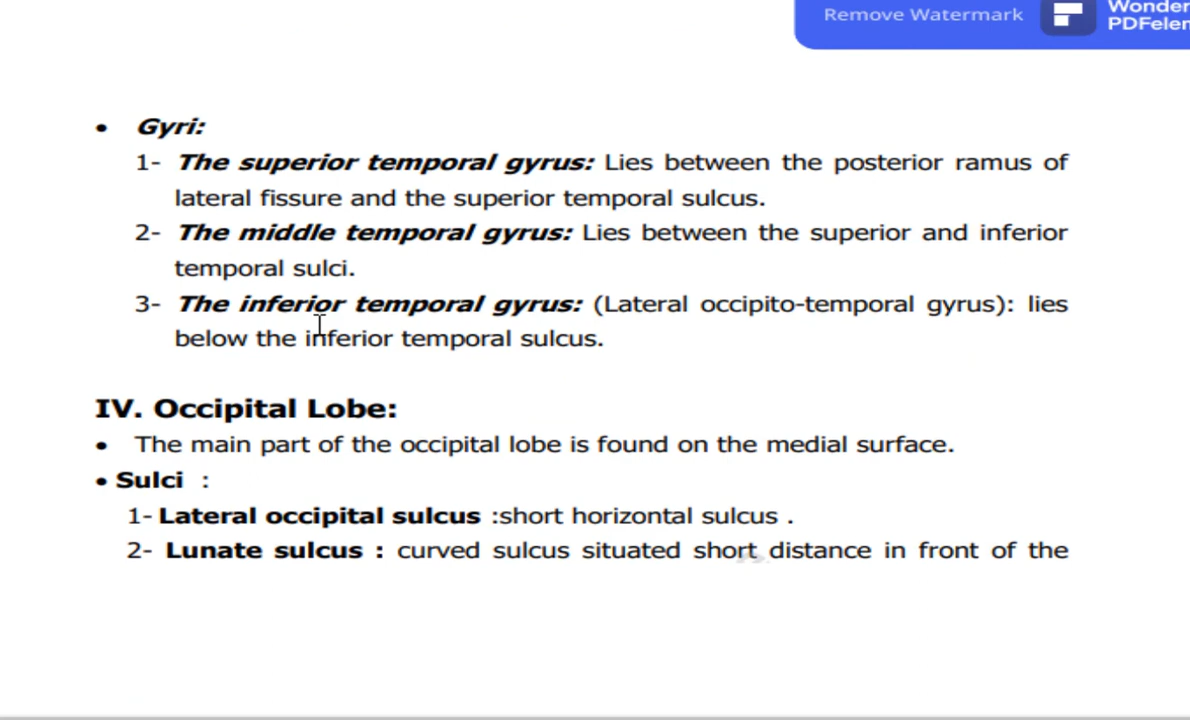 Remove Watermark
Wonder
PDFelen
• Gyri:
1- The superior temporal gyrus: Lies between the posterior ramus of
lateral fissure and the superior temporal sulcus.
2- The middle temporal gyrus: Lies between the superior and inferior
temporal sulci.
3- The inferior temporal gyrus: (Lateral occipito-temporal gyrus): lies
below the inferior temporal sulcus.
IV. Occipital Lobe:
• The main part of the occipital lobe is found on the medial surface.
• Sulci :
1- Lateral occipital sulcus :short horizontal sulcus .
2- Lunate sulcus : curved sulcus situated short distance in front of the